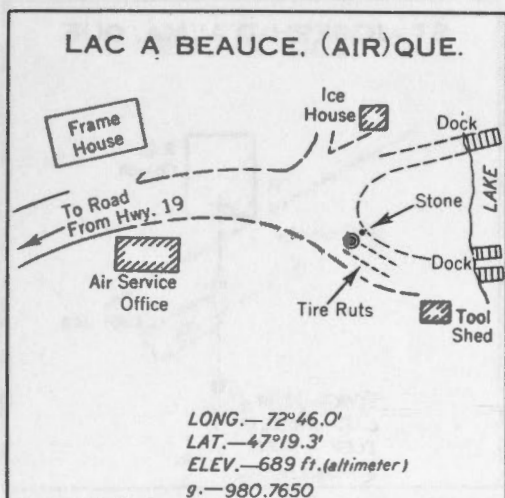 LAC A BEAUCE. (AIR) QUE.
Frame
House
Ice
House
Dock
To Road
From Hwy. 19
Stone
LAKE
Air Service
Office
Dock
Tire Ruts
Tool
Shed
LONG.—72°46.0'
LAT.—47°19.3'
ELEV.—689 ft.(altimeter)
g.—980.7650